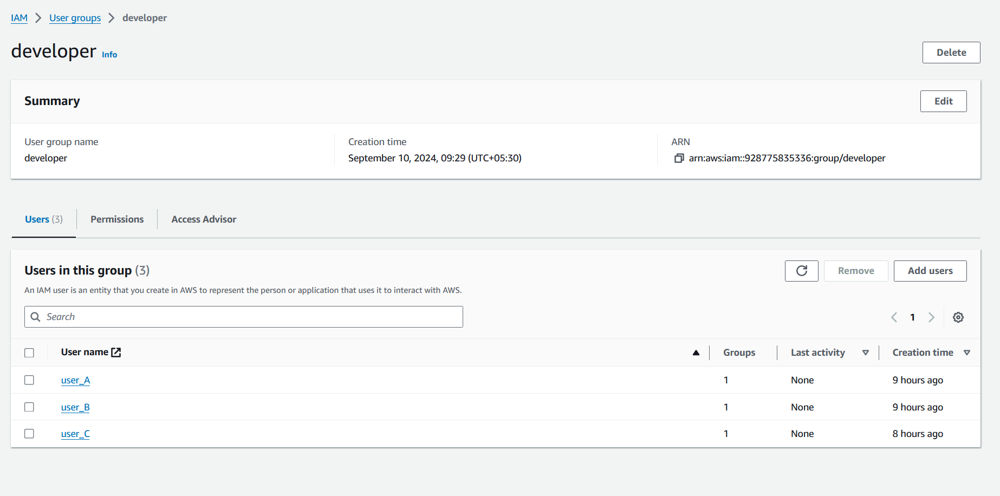 IAM > User groups > developer
developer Info
Delete
Summary
Edit
User group name
developer
Creation time
September 10, 2024, 09:29 (UTC+05:30)
ARN
arn:aws:iam::928775835336:group/developer
Users (3)
Permissions
Access Advisor
Users in this group (3)
Remove
Add users
An IAM user is an entity that you create in AWS to represent the person or application that uses it to interact with AWS.
Search
1
User name Groups Last activity Creation time
user_A 1 None 9 hours ago
user_B 1 None 9 hours ago
user_C 1 None 8 hours ago